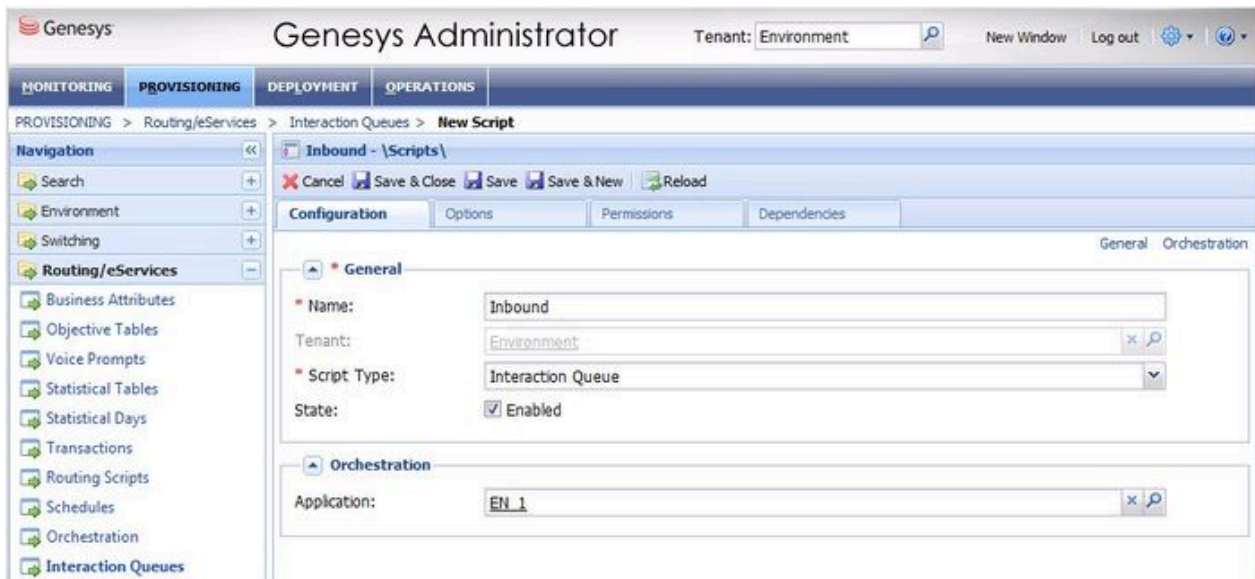 Genesys Genesys Administrator Tenant: Environment New Window Log out
MONITORING PROVISIONING DEPLOYMENT OPERATIONS
PROVISIONING > Routing/eServices > Interaction Queues > New Script
Navigation Inbound - \Scripts\
Search Cancel Save & Close Save Save & New Reload
Environment Configuration Options Permissions Dependencies
Switching General Orchestration
Routing/eServices * General
Business Attributes * Name: Inbound
Objective Tables Tenant: Environment
Voice Prompts * Script Type: Interaction Queue
Statistical Tables State: Enabled
Statistical Days
Transactions Orchestration
Routing Scripts
Schedules Application: EN_1
Orchestration
Interaction Queues